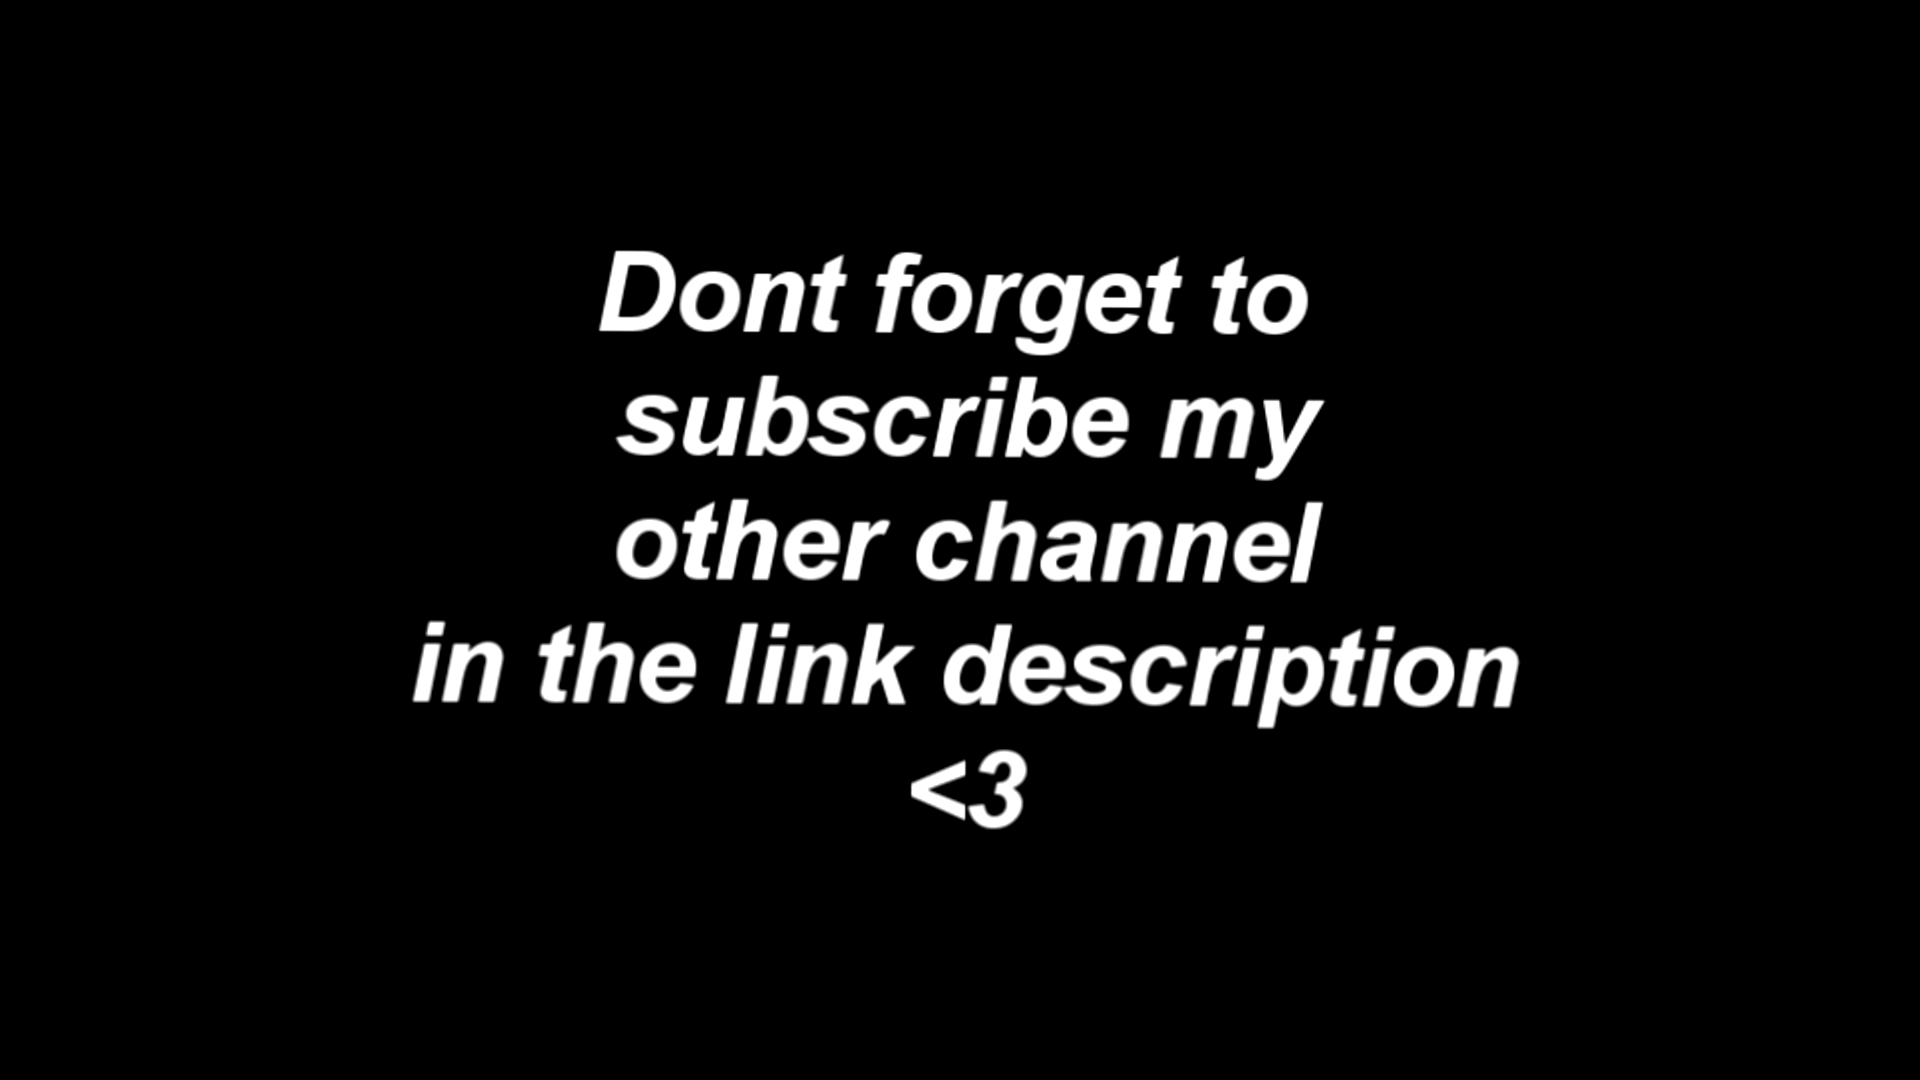 Dont forget to
subscribe my
other channel
in the link description
<3